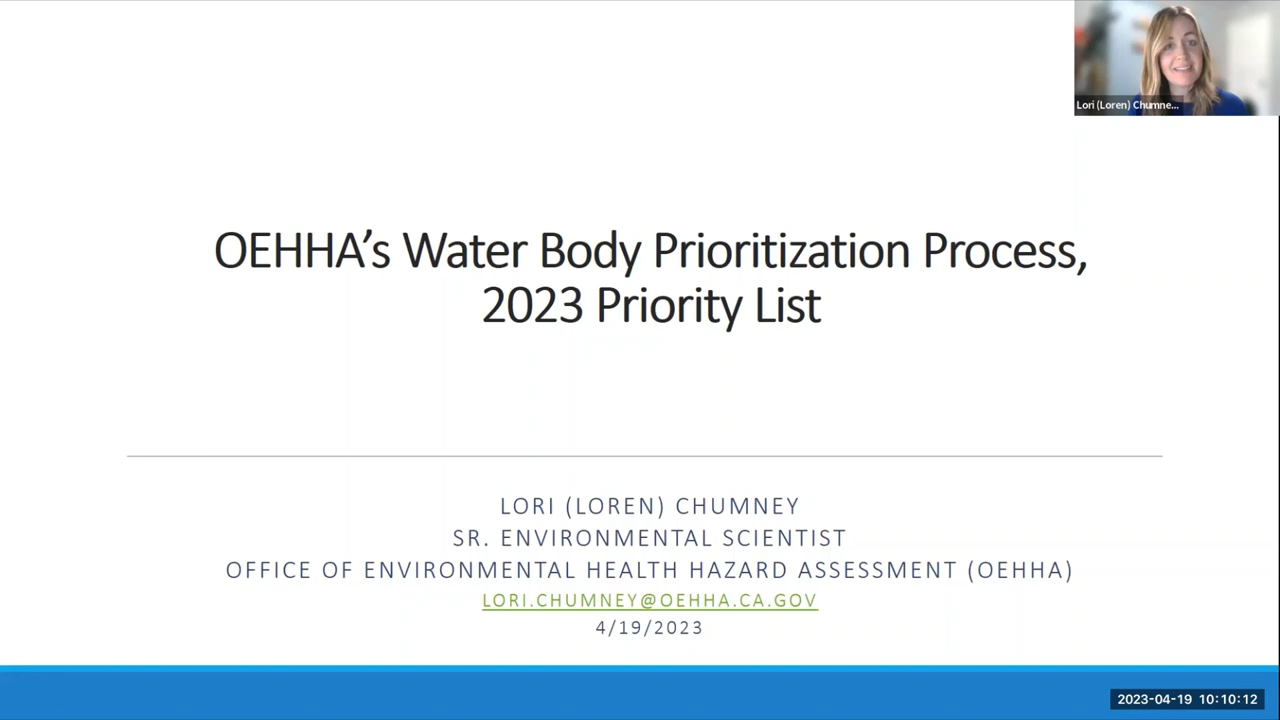 Lori (Loren) Chumne...
OEHHA's Water Body Prioritization Process,
2023 Priority List
LORI (LOREN) CHUMNEY
SR. ENVIRONMENTAL SCIENTIST
OFFICE OF ENVIRONMENTAL HEALTH HAZARD ASSESSMENT (OEHHA)
LORI.CHUMNEY@OEHHA.CA.GOV
4/19/2023
2023-04-19 10:10:12